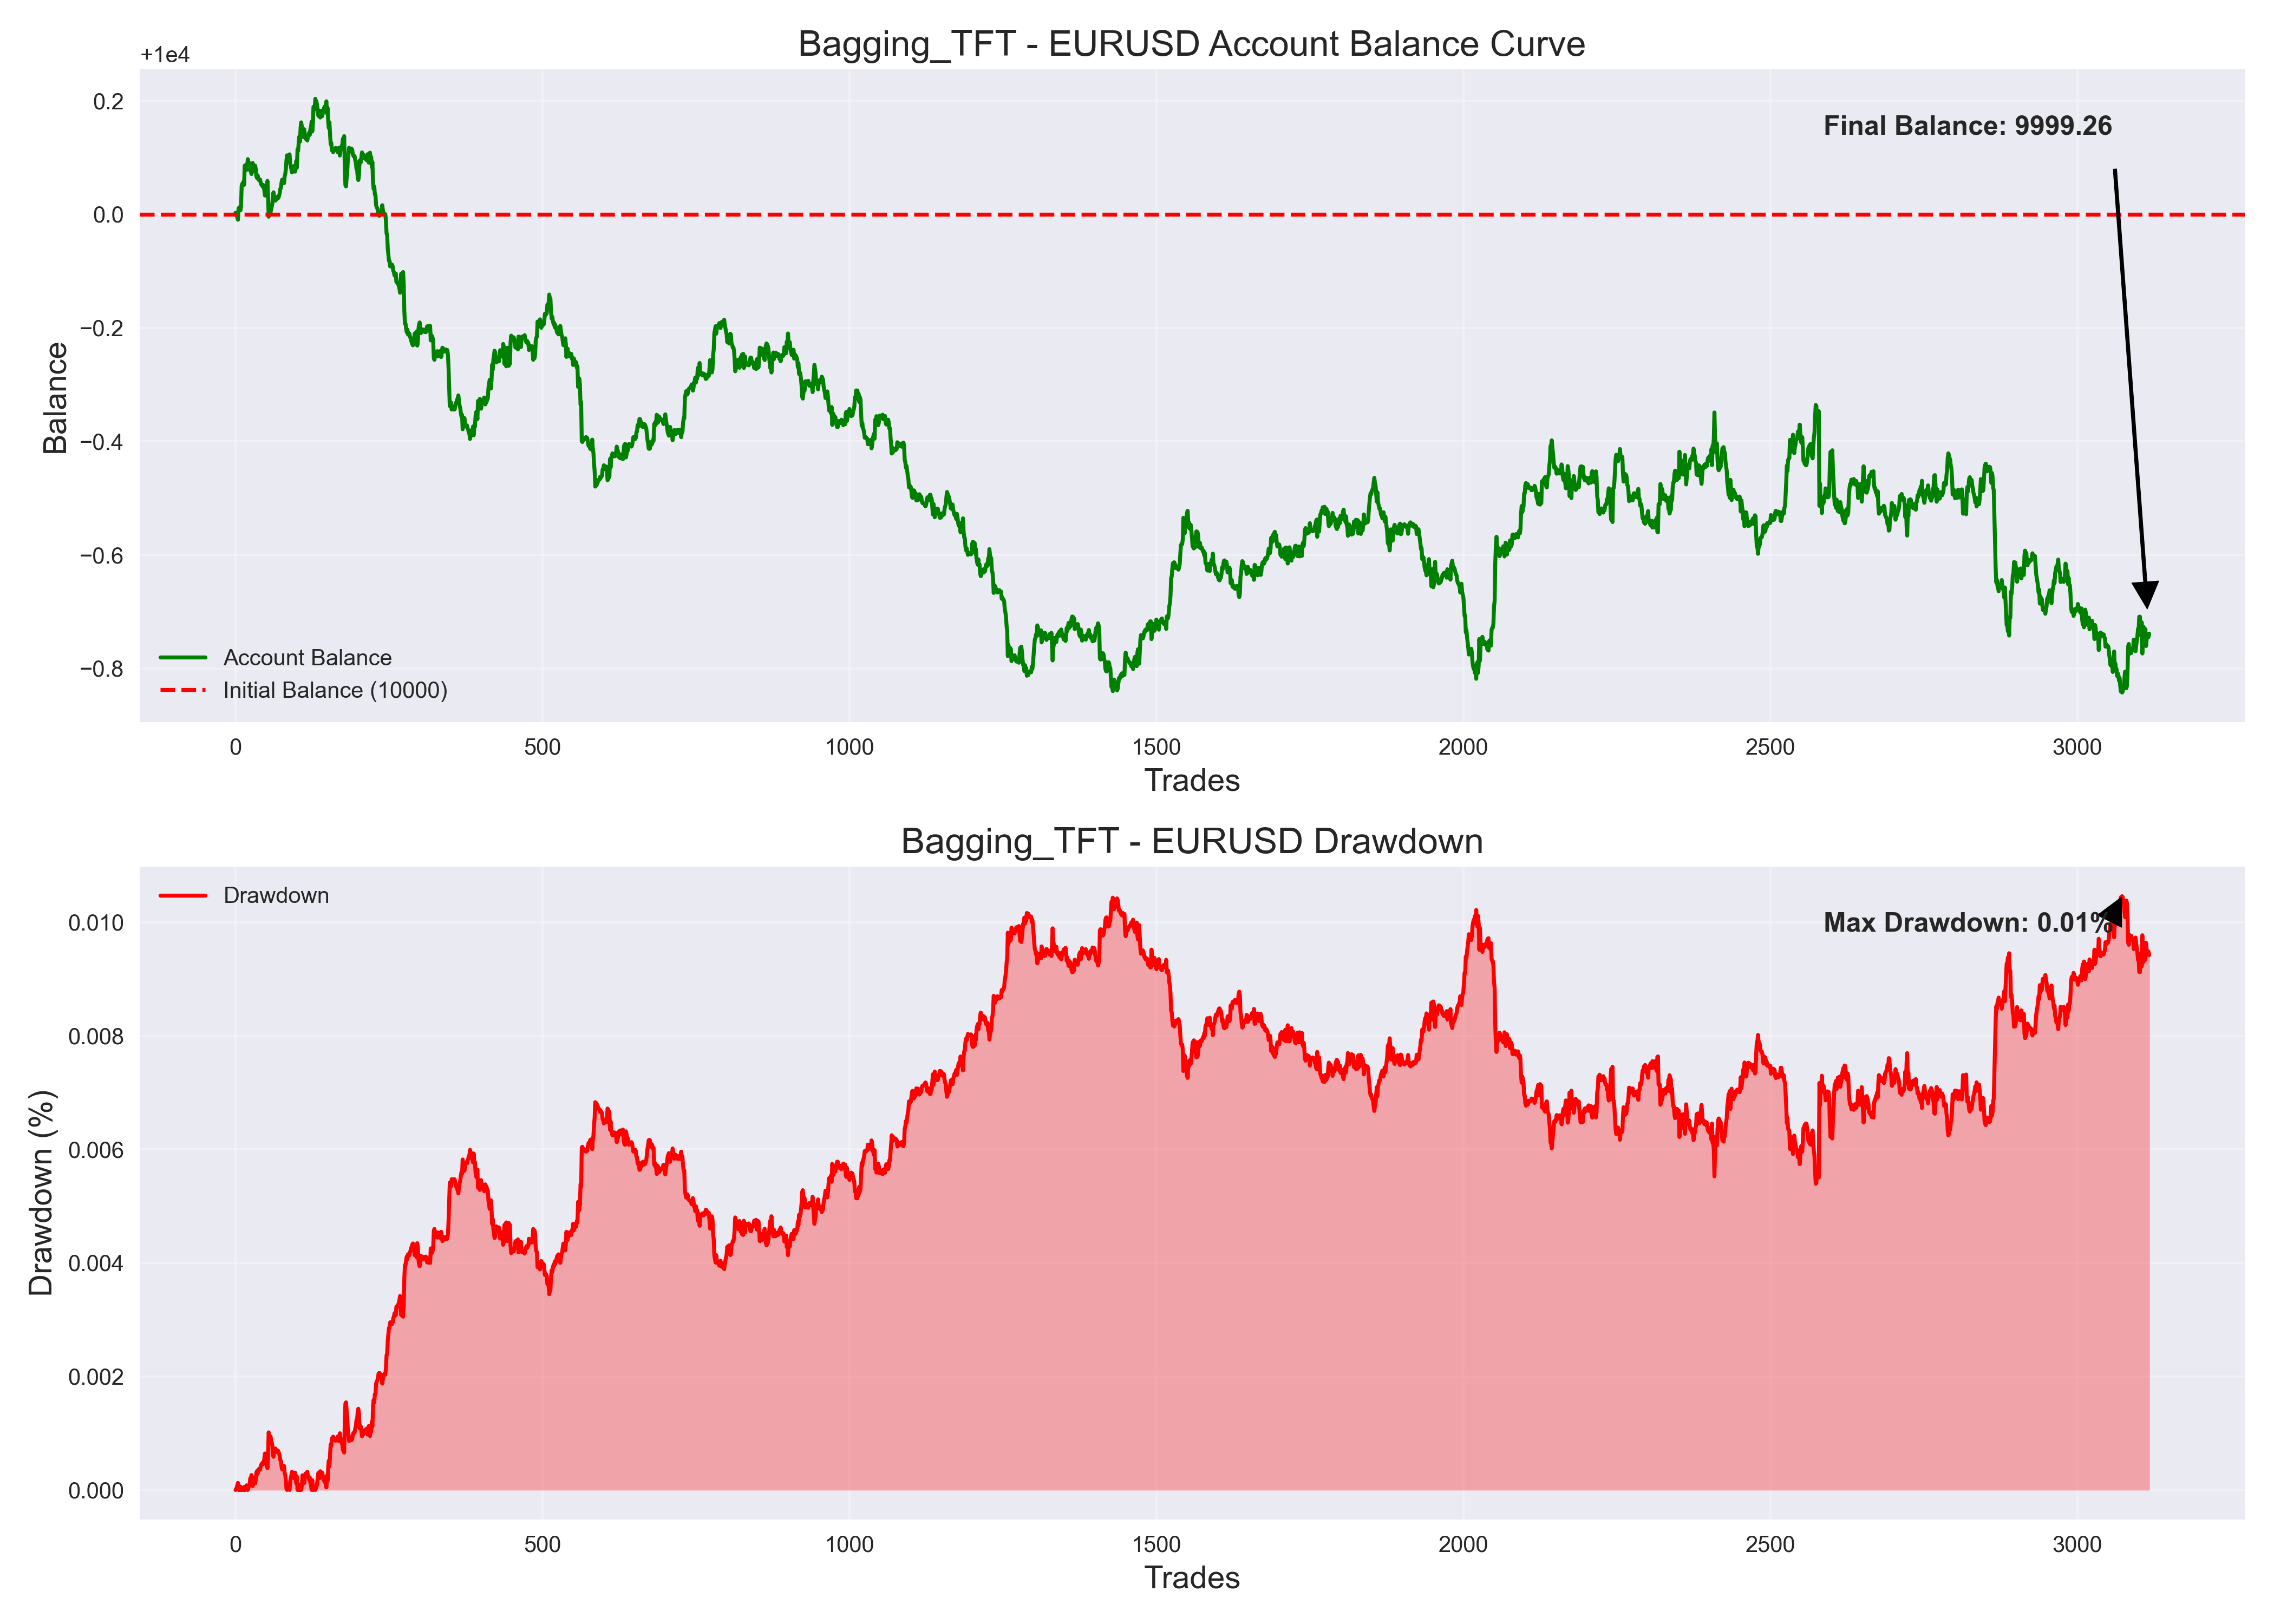 Bagging_TFT - EURUSD Account Balance Curve
+1e4
0.2
0.0
−0.2
−0.4
−0.6
−0.8
Balance
Final Balance: 9999.26
Account Balance
Initial Balance (10000)
0 500 1000 1500 2000 2500 3000
Trades
Bagging_TFT - EURUSD Drawdown
0.010
0.008
0.006
0.004
0.002
0.000
Drawdown (%)
Drawdown
Max Drawdown: 0.01%
0 500 1000 1500 2000 2500 3000
Trades